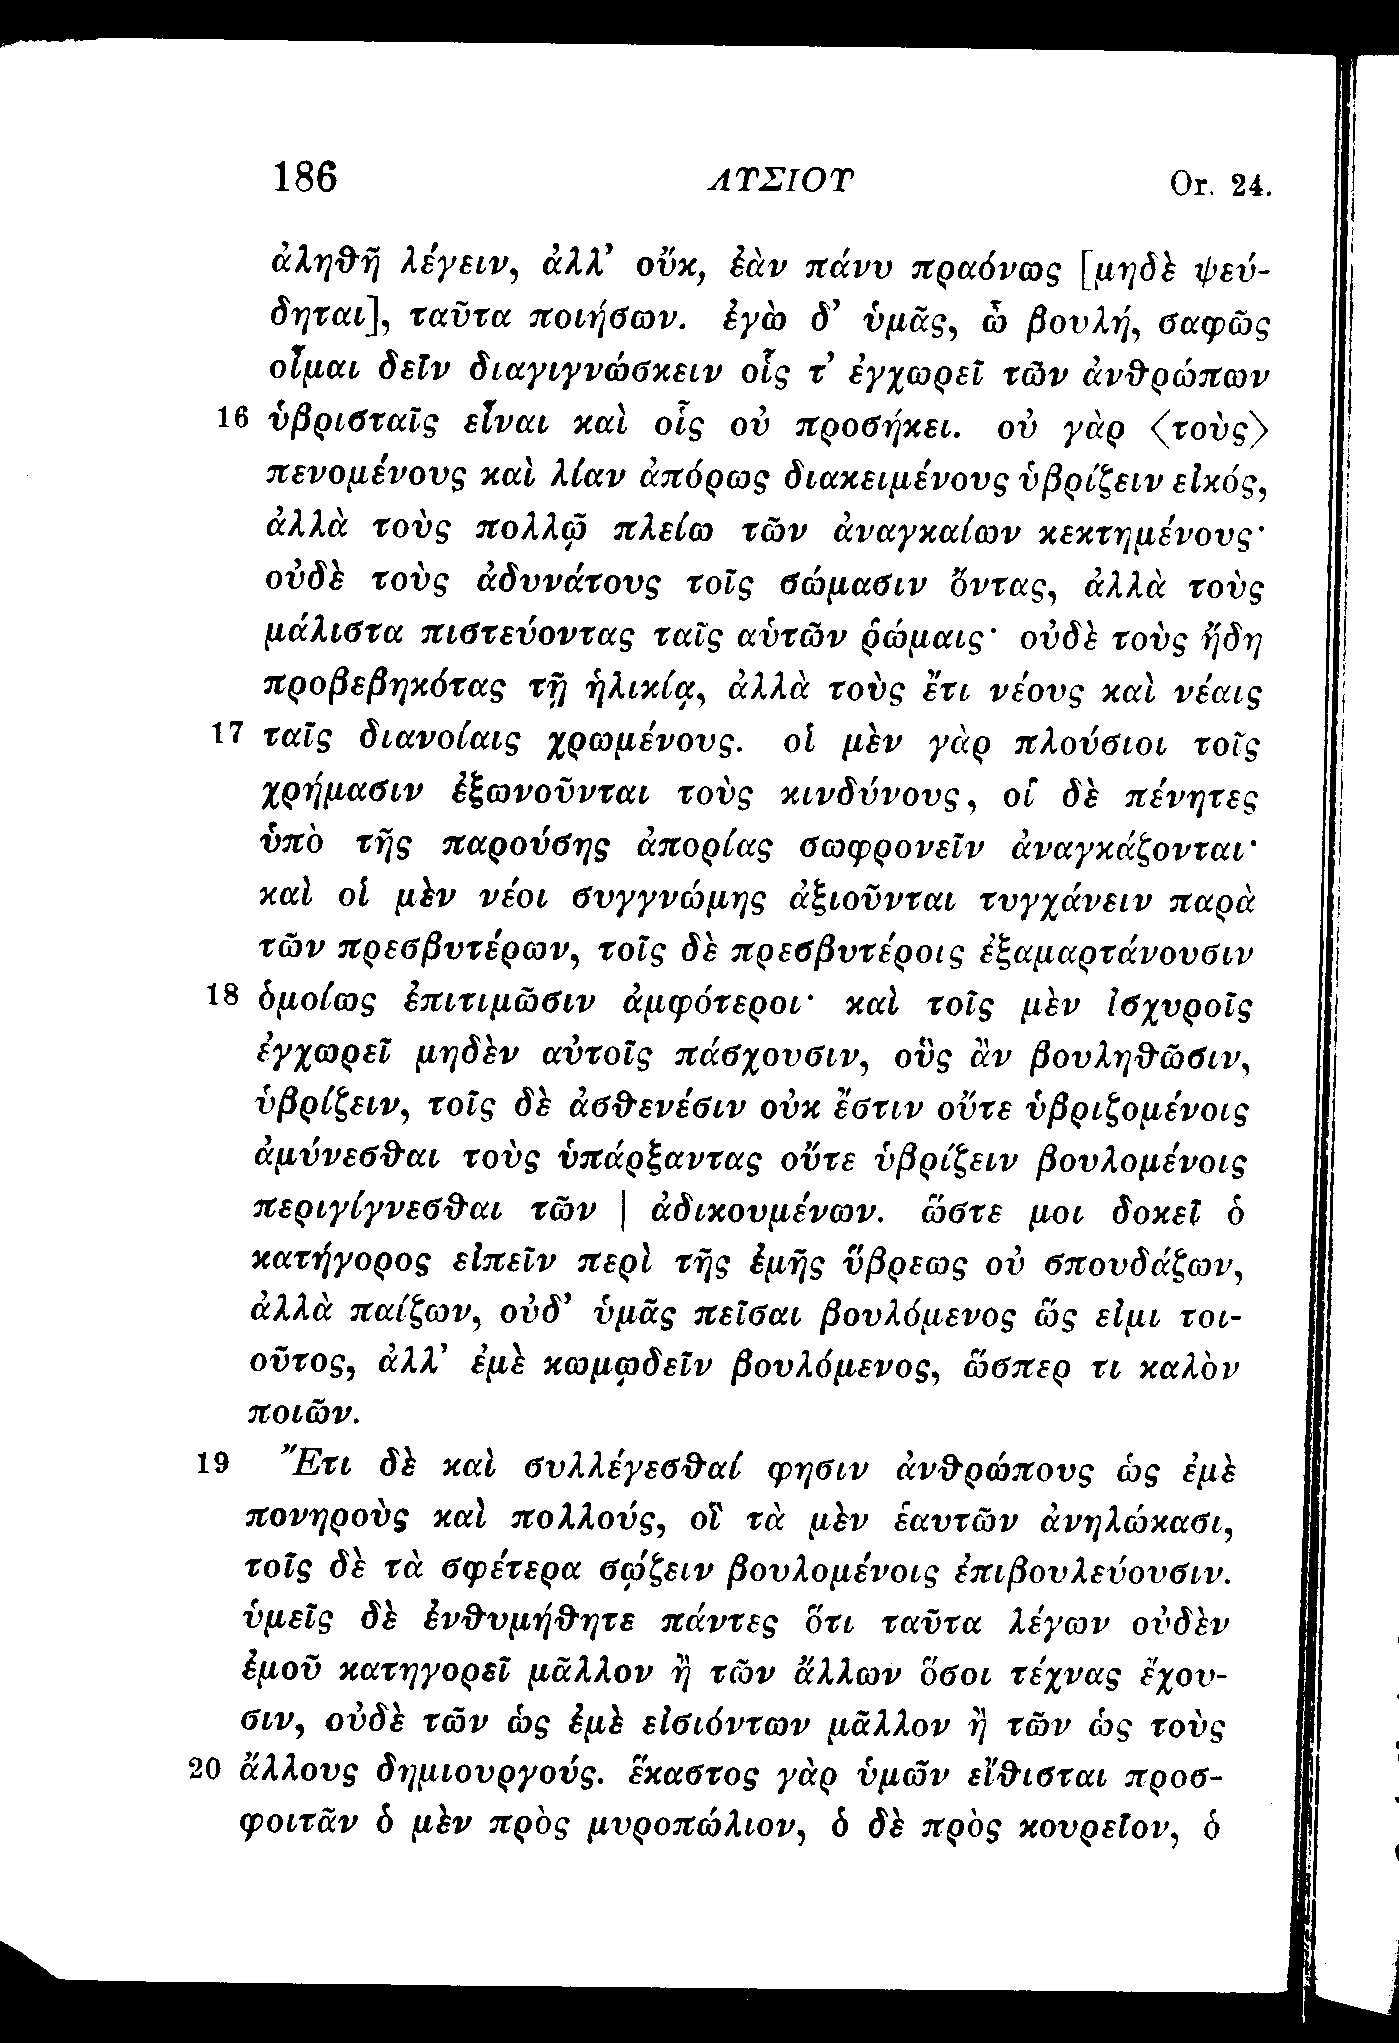 186 ΛΥΣΙΟΥ Or. 24.
ἀληθῆ λέγειν, ἀλλ’ οὔκ, ἐὰν πάνυ πραόνως [μηδὲ ψεύ-
δηται], ταῦτα ποιήσων. ἐγὼ δ’ ὑμᾶς, ὦ βουλή, σαφῶς
οἶμαι δεῖν διαγιγνώσκειν οἷς τ’ ἐγχωρεῖ τῶν ἀνθρώπων
16 ὑβρισταῖς εἶναι καὶ οἷς οὐ προσήκει. οὐ γὰρ ⟨τοὺς⟩
πενομένους καὶ λίαν ἀπόρως διακειμένους ὑβρίζειν εἰκός,
ἀλλὰ τοὺς πολλῷ πλείω τῶν ἀναγκαίων κεκτημένους·
οὐδὲ τοὺς ἀδυνάτους τοῖς σώμασιν ὄντας, ἀλλὰ τοὺς
μάλιστα πιστεύοντας ταῖς αὑτῶν ῥώμαις· οὐδὲ τοὺς ἤδη
προβεβηκότας τῇ ἡλικίᾳ, ἀλλὰ τοὺς ἔτι νέους καὶ νέαις
17 ταῖς διανοίαις χρωμένους. οἱ μὲν γὰρ πλούσιοι τοῖς
χρήμασιν ἐξωνοῦνται τοὺς κινδύνους, οἱ δὲ πένητες
ὑπὸ τῆς παρούσης ἀπορίας σωφρονεῖν ἀναγκάζονται·
καὶ οἱ μὲν νέοι συγγνώμης ἀξιοῦνται τυγχάνειν παρὰ
τῶν πρεσβυτέρων, τοῖς δὲ πρεσβυτέροις ἐξαμαρτάνουσιν
18 ὁμοίως ἐπιτιμῶσιν ἀμφότεροι· καὶ τοῖς μὲν ἰσχυροῖς
ἐγχωρεῖ μηδὲν αὐτοῖς πάσχουσιν, οὓς ἂν βουληθῶσιν,
ὑβρίζειν, τοῖς δὲ ἀσθενέσιν οὐκ ἔστιν οὔτε ὑβριζομένοις
ἀμύνεσθαι τοὺς ὑπάρξαντας οὔτε ὑβρίζειν βουλομένοις
περιγίγνεσθαι τῶν | ἀδικουμένων. ὥστε μοι δοκεῖ ὁ
κατήγορος εἰπεῖν περὶ τῆς ἐμῆς ὕβρεως οὐ σπουδάζων,
ἀλλὰ παίζων, οὐδ’ ὑμᾶς πεῖσαι βουλόμενος ὥς εἰμι τοι-
οῦτος, ἀλλ’ ἐμὲ κωμῳδεῖν βουλόμενος, ὥσπερ τι καλὸν
ποιῶν.
19 Ἔτι δὲ καὶ συλλέγεσθαί φησιν ἀνθρώπους ὡς ἐμὲ
πονηροὺς καὶ πολλούς, οἳ τὰ μὲν ἑαυτῶν ἀνηλώκασι,
τοῖς δὲ τὰ σφέτερα σῴζειν βουλομένοις ἐπιβουλεύουσιν.
ὑμεῖς δὲ ἐνθυμήθητε πάντες ὅτι ταῦτα λέγων οὐδὲν
ἐμοῦ κατηγορεῖ μᾶλλον ἢ τῶν ἄλλων ὅσοι τέχνας ἔχου-
σιν, οὐδὲ τῶν ὡς ἐμὲ εἰσιόντων μᾶλλον ἢ τῶν ὡς τοὺς
20 ἄλλους δημιουργούς. ἕκαστος γὰρ ὑμῶν εἴθισται προσ-
φοιτᾶν ὁ μὲν πρὸς μυροπώλιον, ὁ δὲ πρὸς κουρεῖον, ὁ